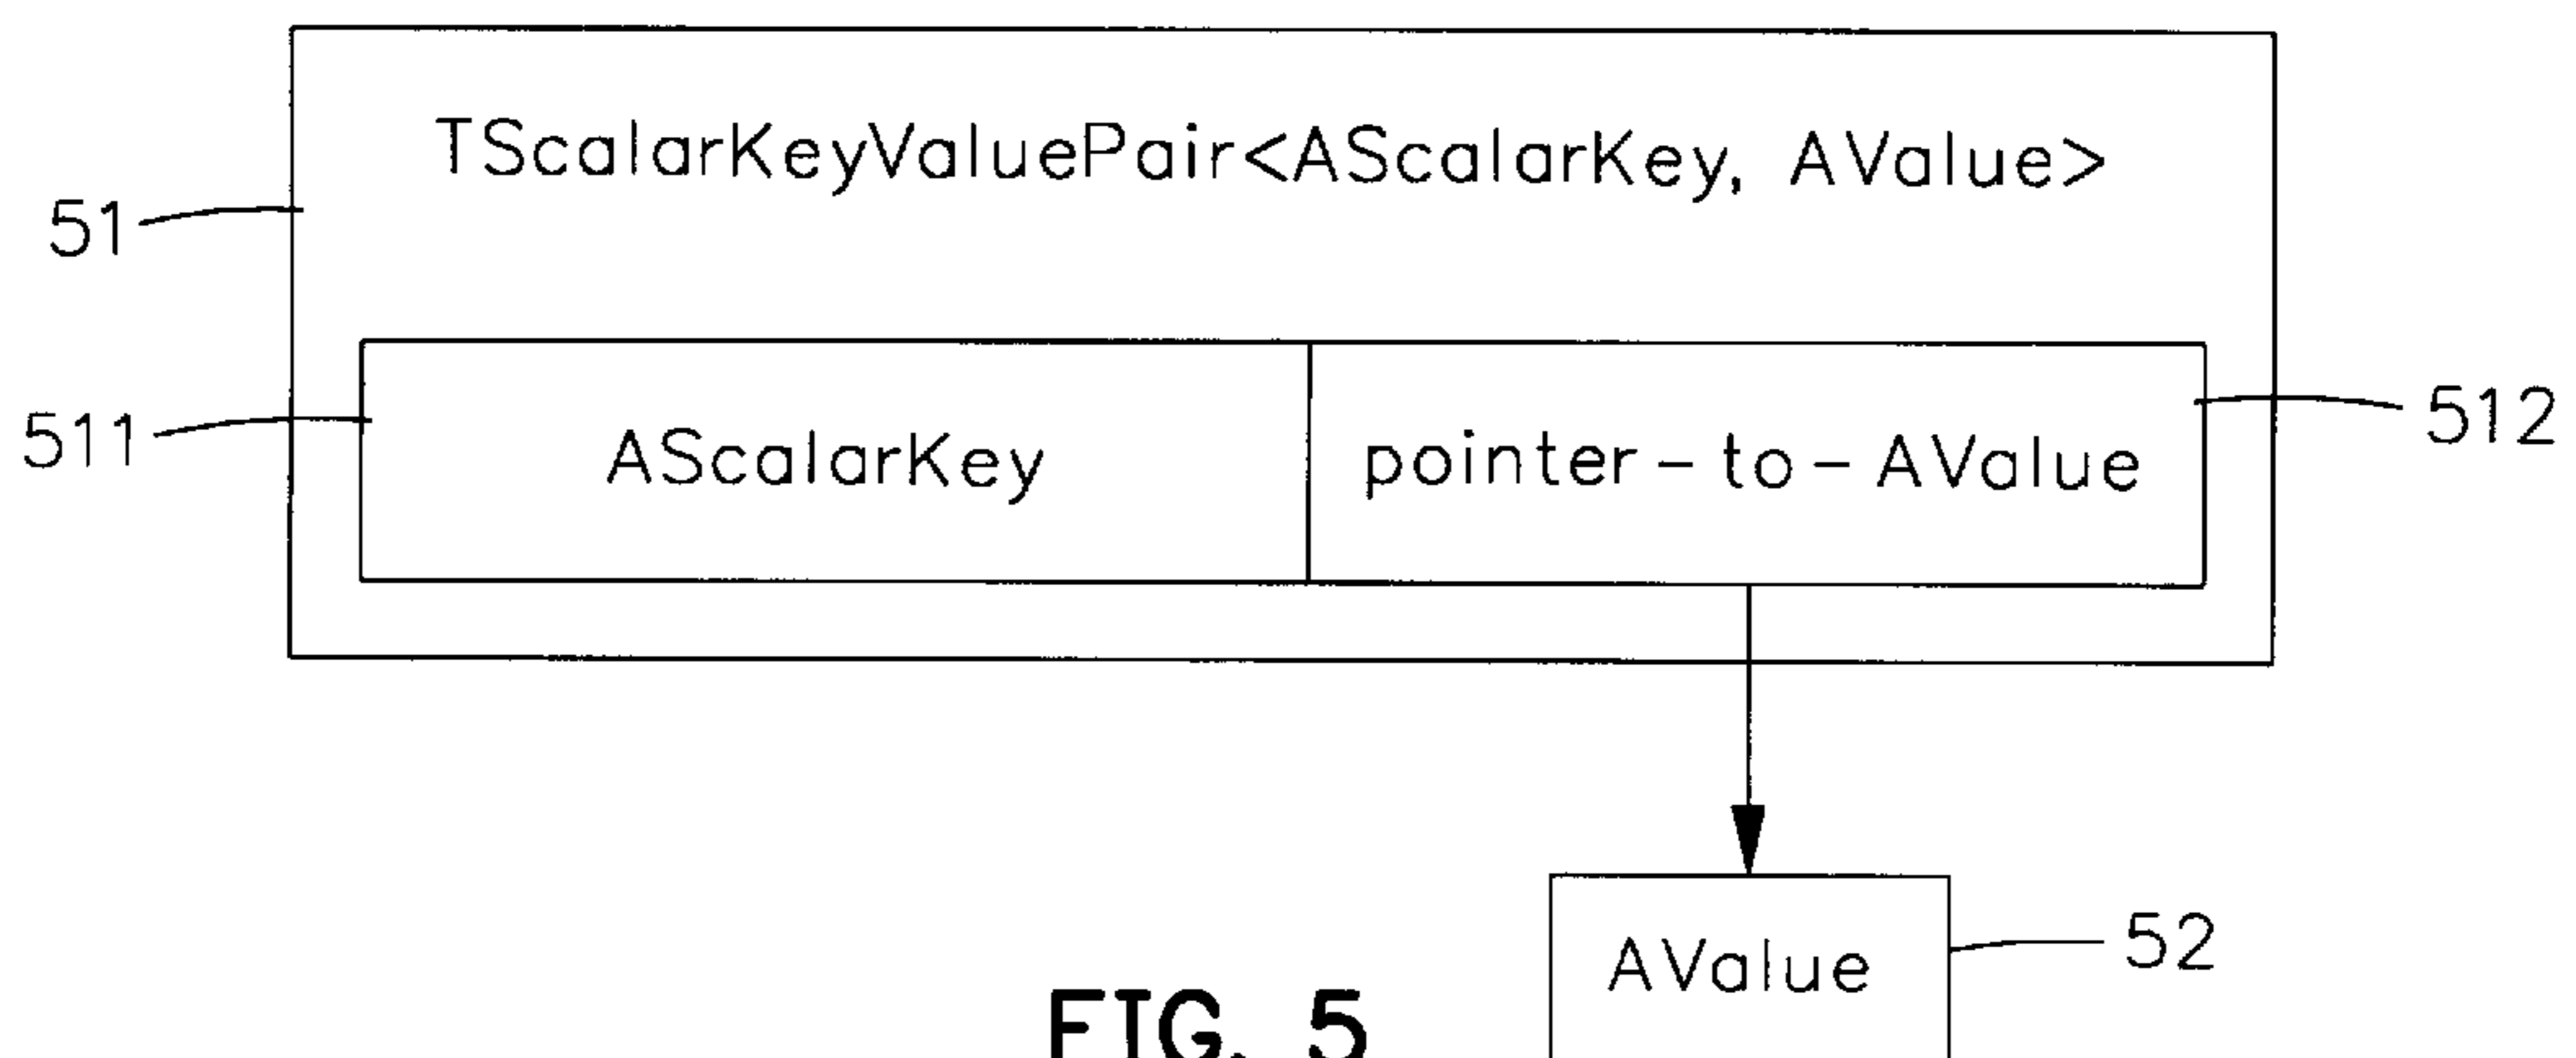 TScalarKeyValuePair<AScalarKey, AValue>
51
511
AScalarKey
pointer-to-AValue
512
AValue
52
FIG. 5